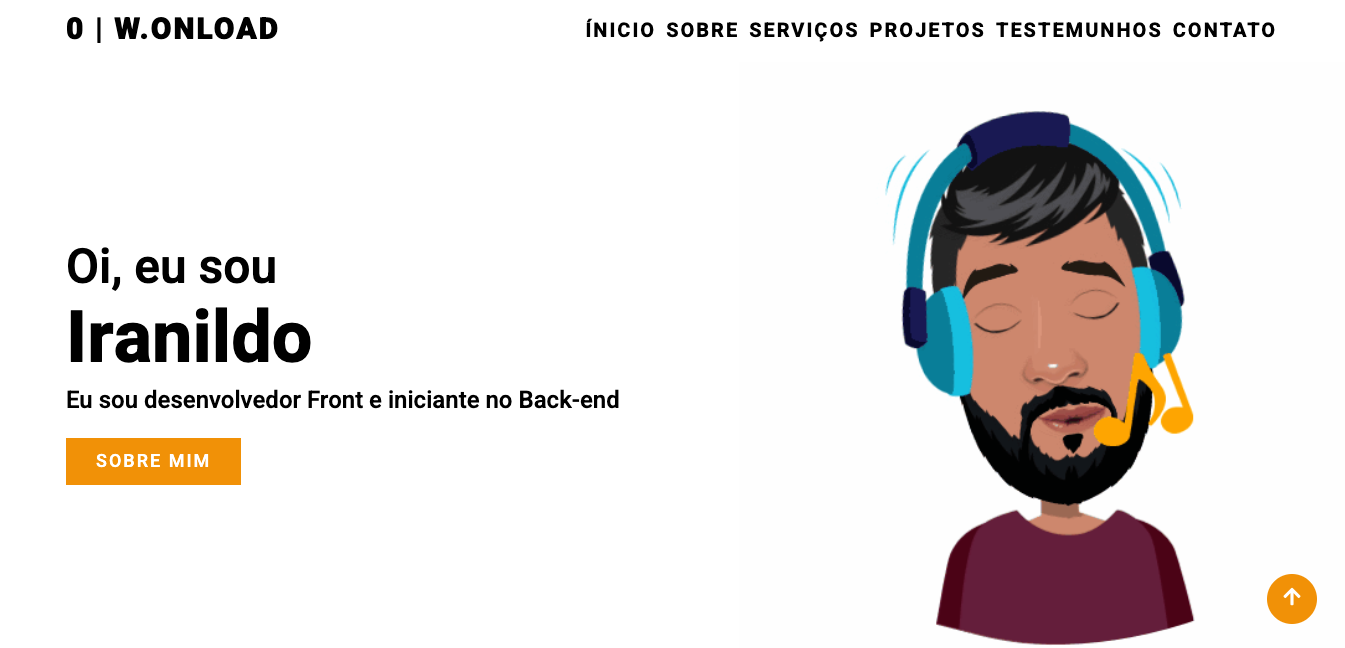 0 | W.ONLOAD
ÍNICIO SOBRE SERVIÇOS PROJETOS TESTEMUNHOS CONTATO
Oi, eu sou
Iranildo
Eu sou desenvolvedor Front e iniciante no Back-end
SOBRE MIM